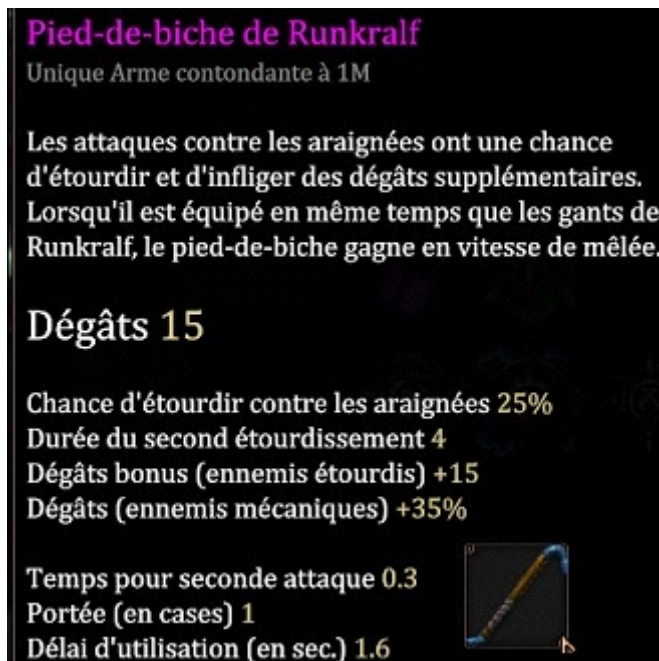 Pied-de-biche de Runkralf
Unique Arme contondante à 1M
Les attaques contre les araignées ont une chance
d'étourdir et d'infliger des dégâts supplémentaires.
Lorsqu'il est équipé en même temps que les gants de
Runkralf, le pied-de-biche gagne en vitesse de mêlée.
Dégâts 15
Chance d'étourdir contre les araignées 25%
Durée du second étourdissement 4
Dégâts bonus (ennemis étourdis) +15
Dégâts (ennemis mécaniques) +35%
Temps pour seconde attaque 0.3
Portée (en cases) 1
Délai d'utilisation (en sec.) 1.6